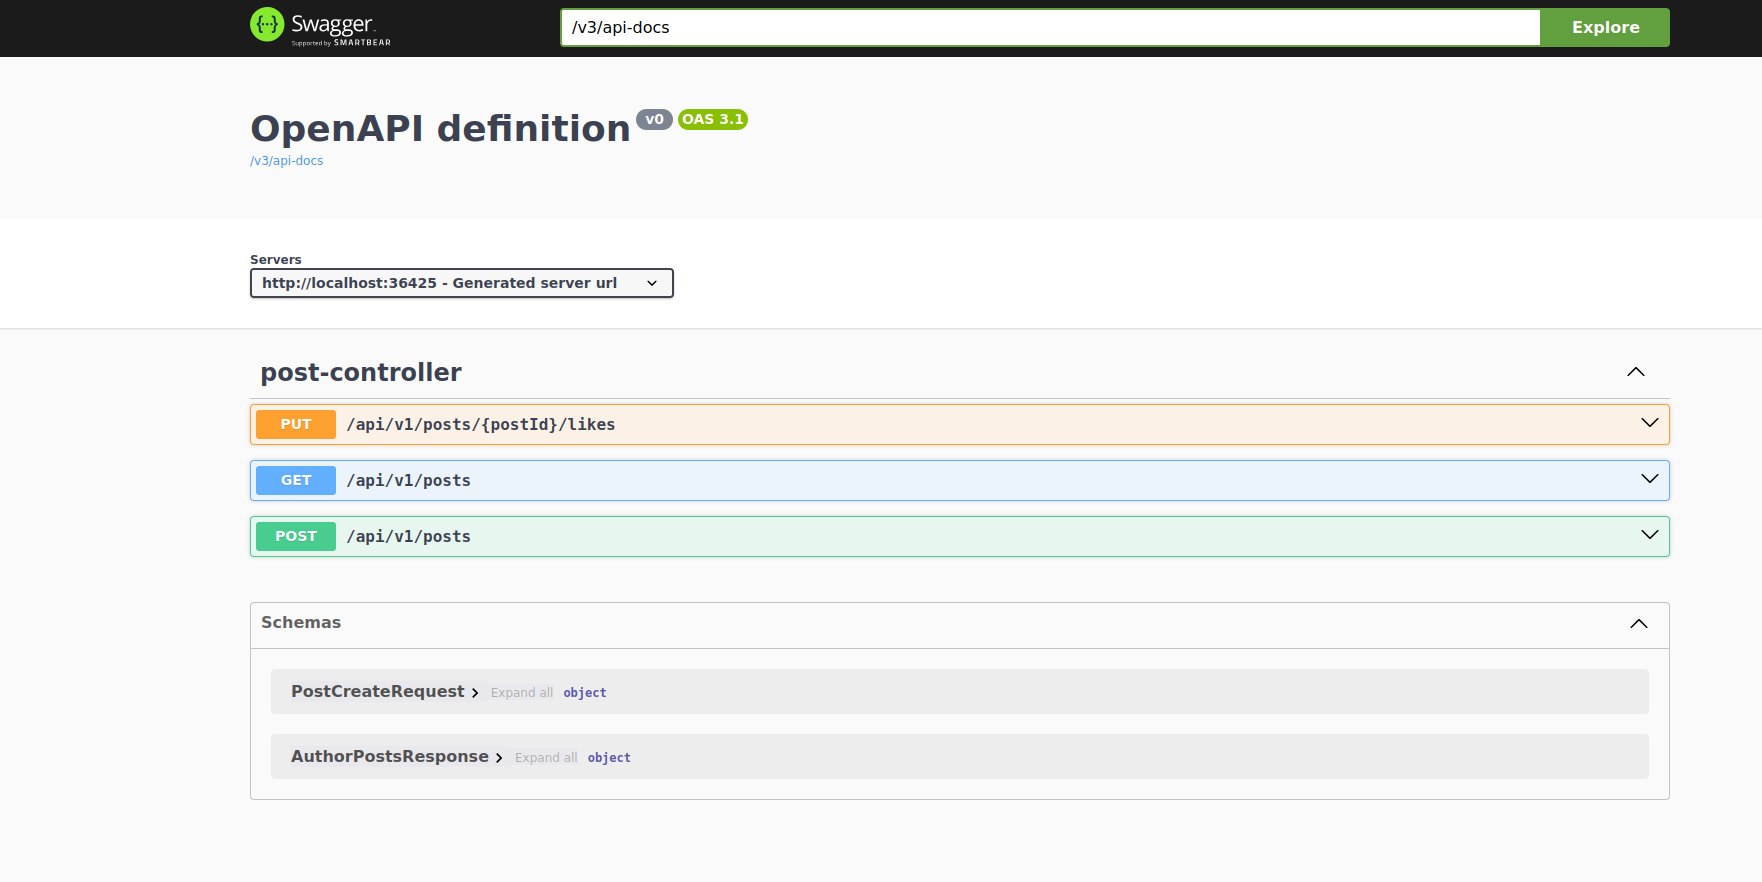 {···} Swagger
Supported by SMARTBEAR
/v3/api-docs
Explore
OpenAPI definition v0 OAS 3.1
/v3/api-docs
Servers
http://localhost:36425 - Generated server url
post-controller
PUT /api/v1/posts/{postId}/likes
GET /api/v1/posts
POST /api/v1/posts
Schemas
PostCreateRequest Expand all object
AuthorPostsResponse Expand all object